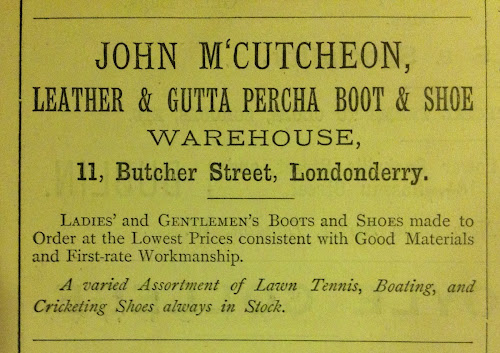 JOHN M‘CUTCHEON,
LEATHER & GUTTA PERCHA BOOT & SHOE
WAREHOUSE,
11, Butcher Street, Londonderry.
LADIES’ and GENTLEMEN’S BOOTS and SHOES made to
Order at the Lowest Prices consistent with Good Materials
and First-rate Workmanship.
A varied Assortment of Lawn Tennis, Boating, and
Cricketing Shoes always in Stock.